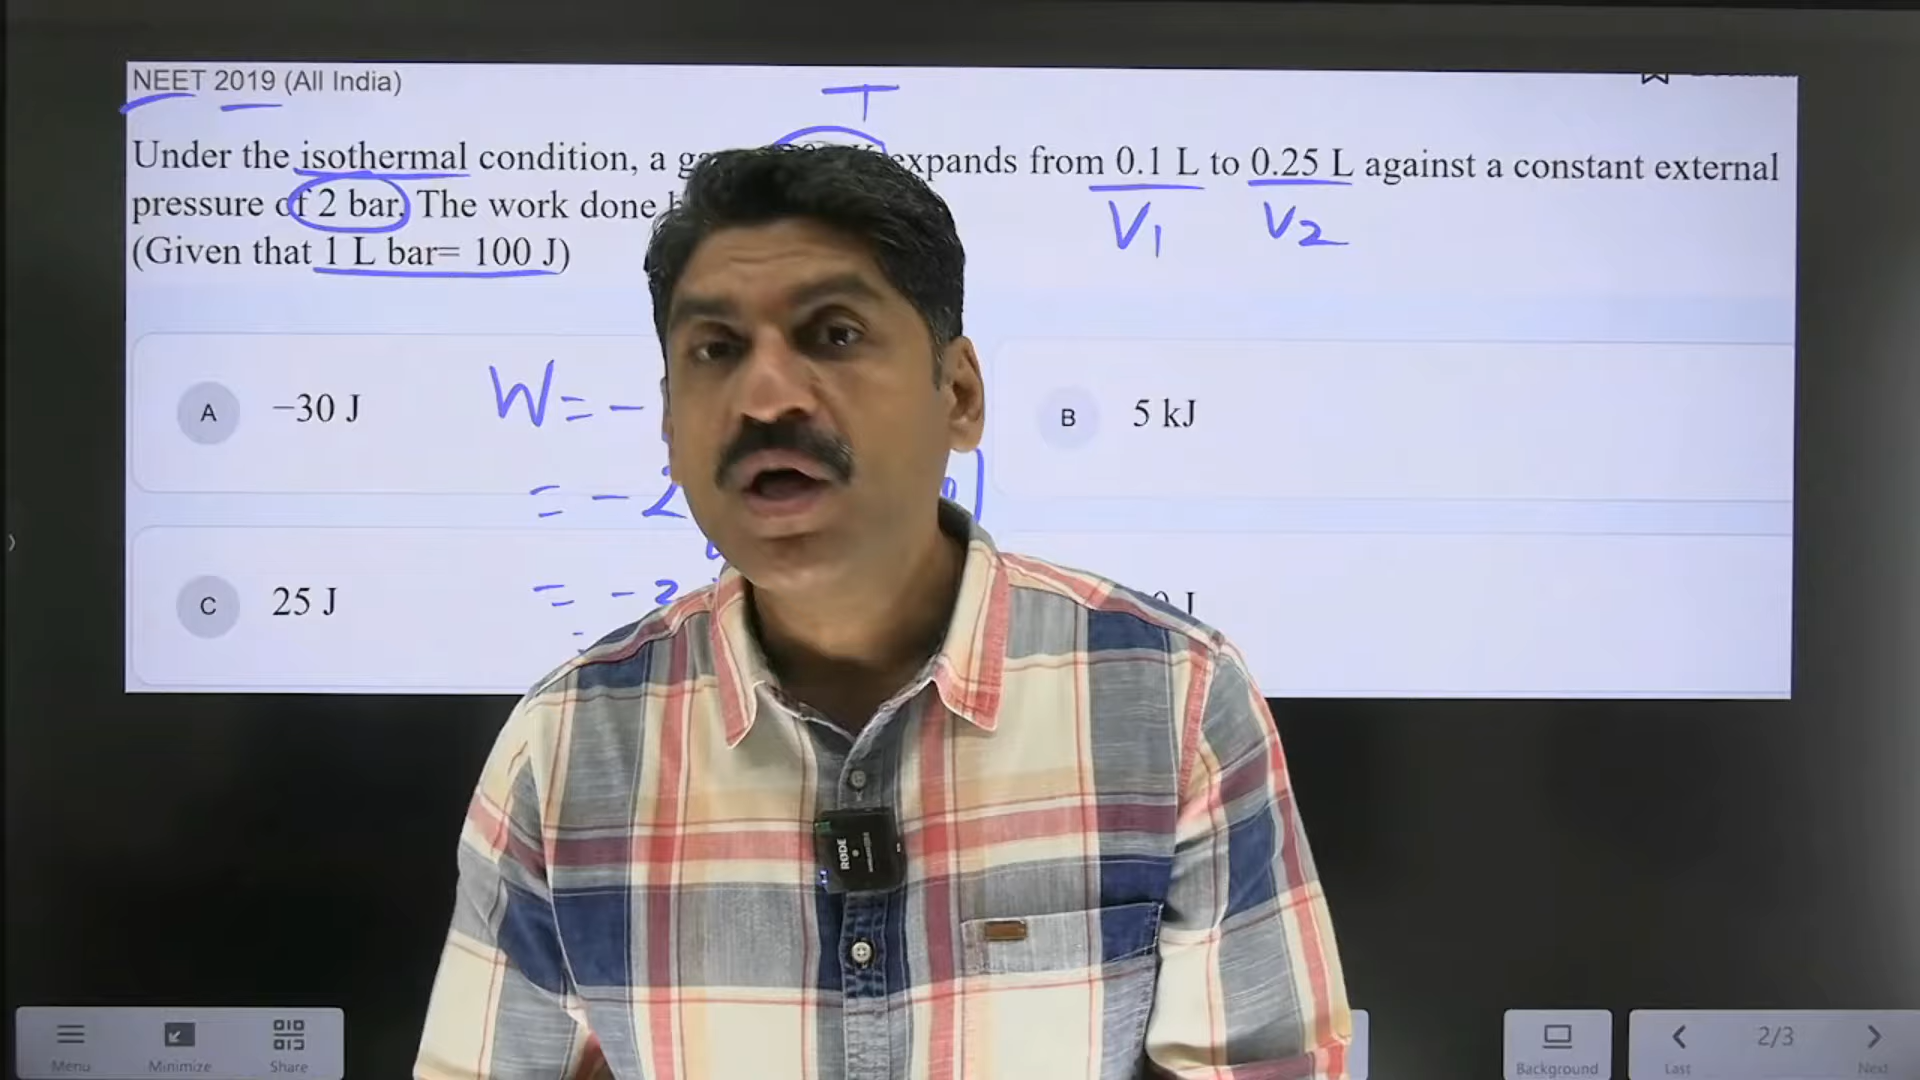 NEET 2019 (All India)
T
Under the isothermal condition, a expands from 0.1 L to 0.25 L against a constant external
pressure of 2 bar. The work done
V1 V2
(Given that 1 L bar= 100 J)
A −30 J
W = -
B 5 kJ
= - 2
C 25 J
= - 2
J
RØDE
Menu
Minimize
Share
Background
Last
2/3
Next